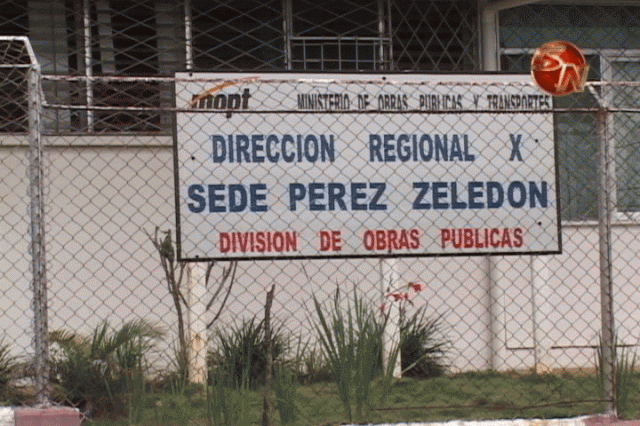 mopt MINISTERIO DE OBRAS PUBLICAS Y TRANSPORTES
DIRECCION REGIONAL X
SEDE PEREZ ZELEDON
DIVISION DE OBRAS PUBLICAS